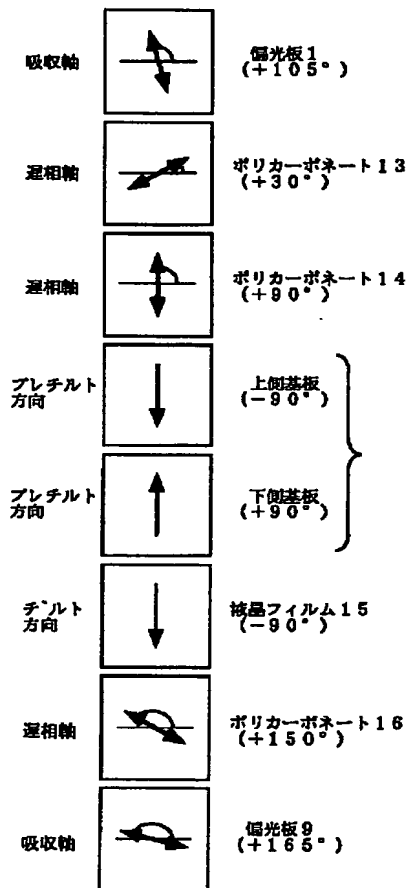 吸収軸
偏光板1
(+105°)
遅相軸
ポリカーボネート13
(+30°)
遅相軸
ポリカーボネート14
(+90°)
プレチルト
方向
上側基板
(-90°)
プレチルト
方向
下側基板
(+90°)
チルト
方向
液晶フィルム15
(-90°)
遅相軸
ポリカーボネート16
(+150°)
吸収軸
偏光板9
(+165°)